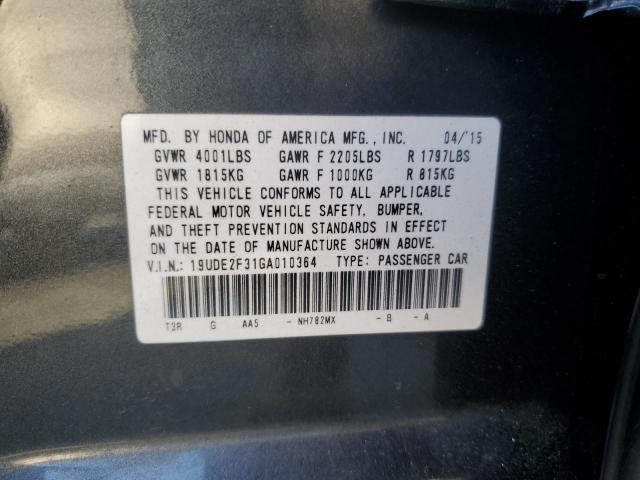 MFD. BY HONDA OF AMERICA MFG., INC. 04/'15
GVWR 4001LBS GAWR F 2205LBS R 1797LBS
GVWR 1815KG GAWR F 1000KG R 815KG
THIS VEHICLE CONFORMS TO ALL APPLICABLE
FEDERAL MOTOR VEHICLE SAFETY, BUMPER,
AND THEFT PREVENTION STANDARDS IN EFFECT
ON THE DATE OF MANUFACTURE SHOWN ABOVE.
V.I.N.: 19UDE2F31GA010364 TYPE: PASSENGER CAR
T3R G AA5 - NH782MX - B - A